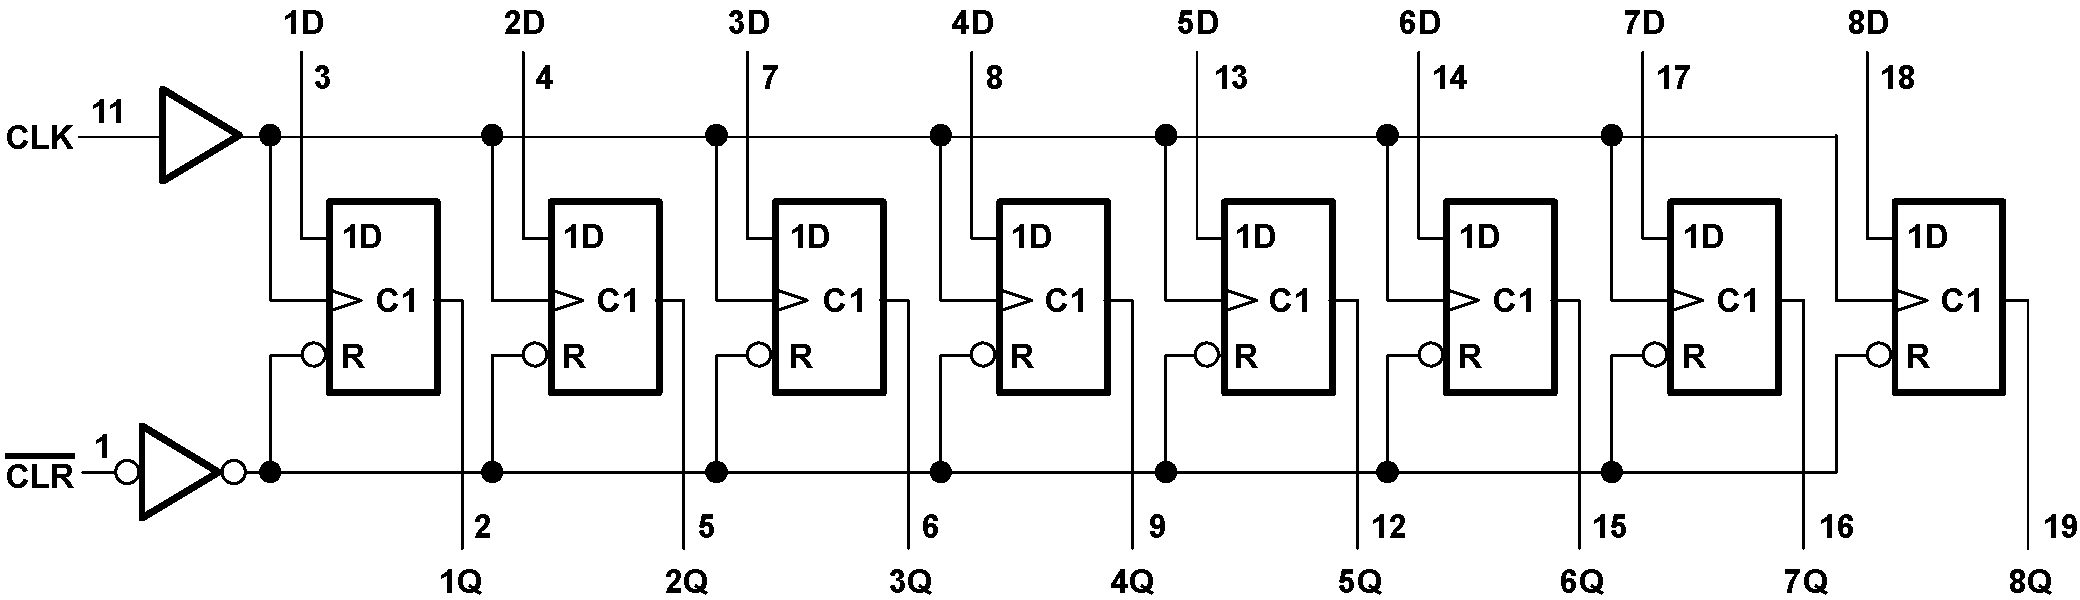 1D 2D 3D 4D 5D 6D 7D 8D
3 4 7 8 13 14 17 18
11
CLK
1D 1D 1D 1D 1D 1D 1D 1D
C1 C1 C1 C1 C1 C1 C1 C1
R R R R R R R R
1
CLR
2 5 6 9 12 15 16 19
1Q 2Q 3Q 4Q 5Q 6Q 7Q 8Q